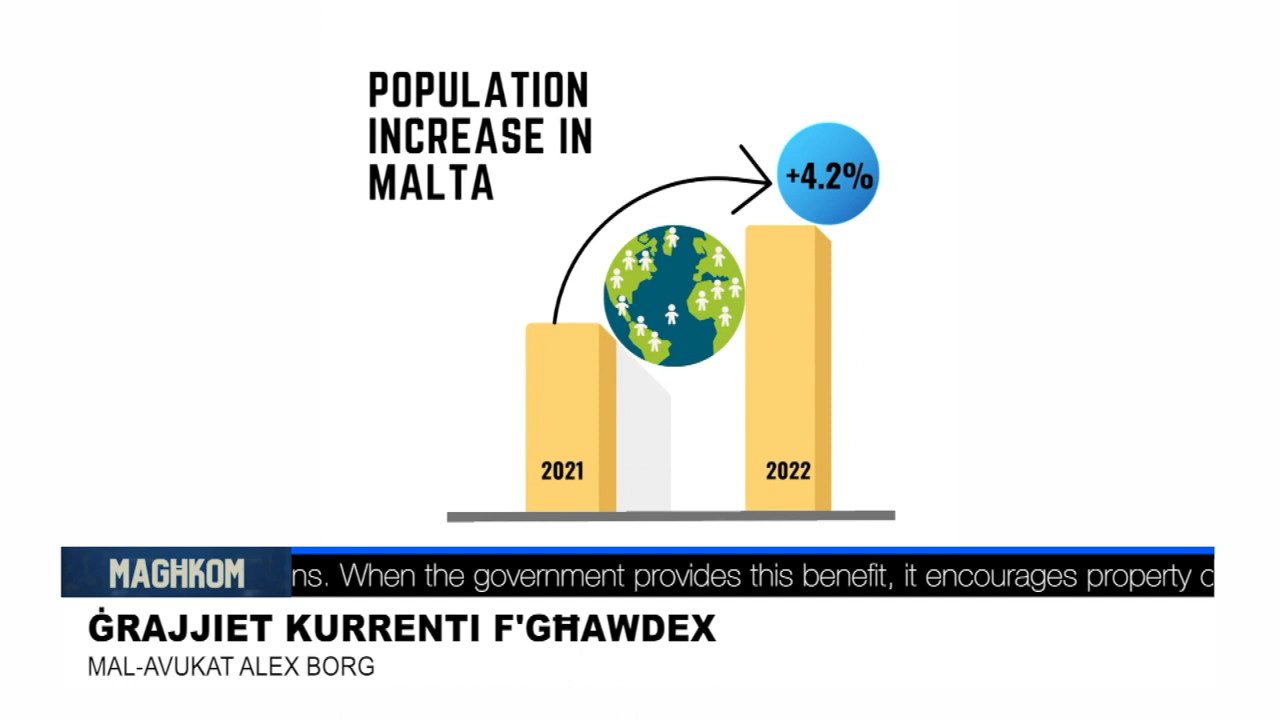 POPULATION
INCREASE IN
MALTA
+4.2%
2021
2022
MAGĦKOM
ns. When the government provides this benefit, it encourages property
ĠRAJJIET KURRENTI F'GĦAWDEX
MAL-AVUKAT ALEX BORG